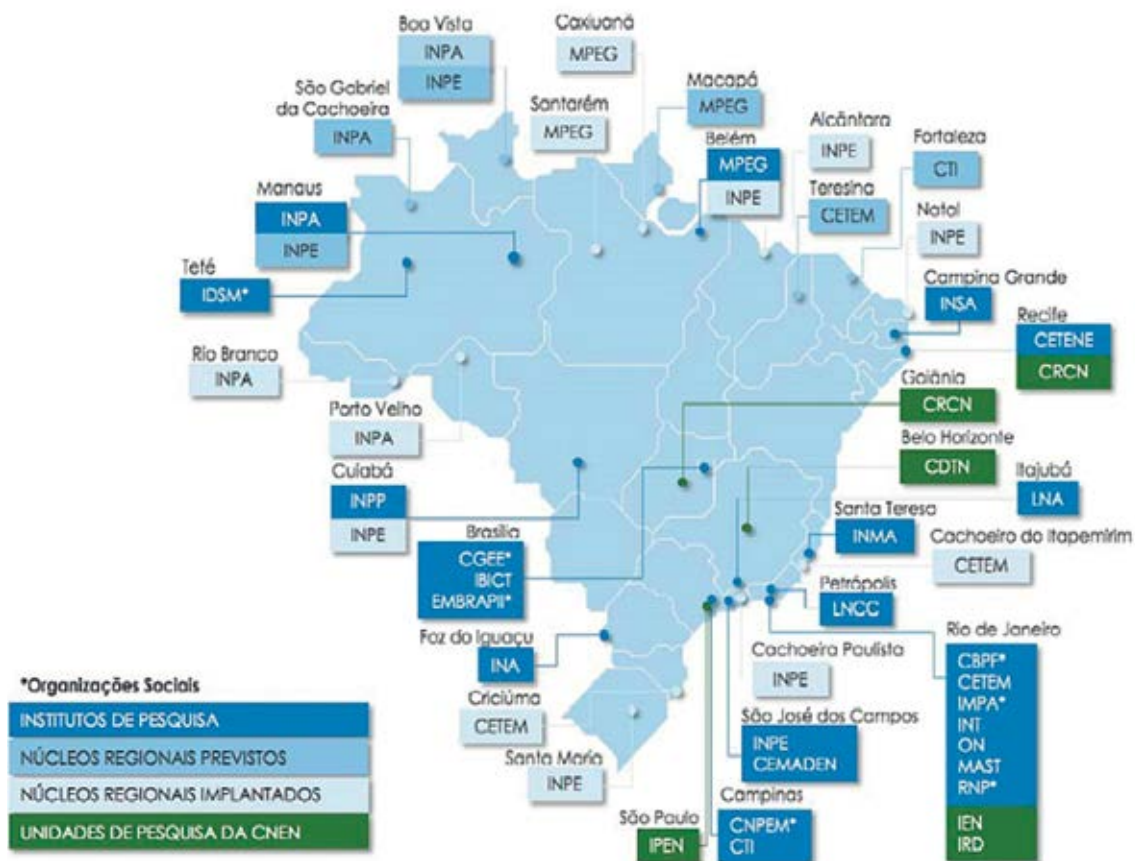 Boa Vista
INPA
INPE
Caxiuanã
MPEG
São Gabriel
da Cachoeira
INPA
Santarém
MPEG
Macapá
MPEG
Belém
MPEG
INPE
Alcântara
INPE
Teresina
CETEM
Fortaleza
CTI
Natal
INPE
Manaus
INPA
INPE
Tefé
IDSM*
Campina Grande
INSA
Recife
CETENE
CRCN
Rio Branco
INPA
Porto Velho
INPA
Goiânia
CRCN
Belo Horizonte
CDTN
Itajubá
LNA
Cuiabá
INPP
INPE
Santa Teresa
INMA
Cachoeiro do Itapemirim
CETEM
Brasília
CGEE*
IBICT
EMBRAPII*
Petrópolis
LNCC
Foz do Iguaçu
INA
Cachoeira Paulista
INPE
Rio de Janeiro
CBPF*
CETEM
IMPA*
INT
ON
MAST
RNP*
IEN
IRD
Criciúma
CETEM
Santa Maria
INPE
São José dos Campos
INPE
CEMADEN
São Paulo
IPEN
Campinas
CNPEM*
CTI
*Organizações Sociais
INSTITUTOS DE PESQUISA
NÚCLEOS REGIONAIS PREVISTOS
NÚCLEOS REGIONAIS IMPLANTADOS
UNIDADES DE PESQUISA DA CNEN